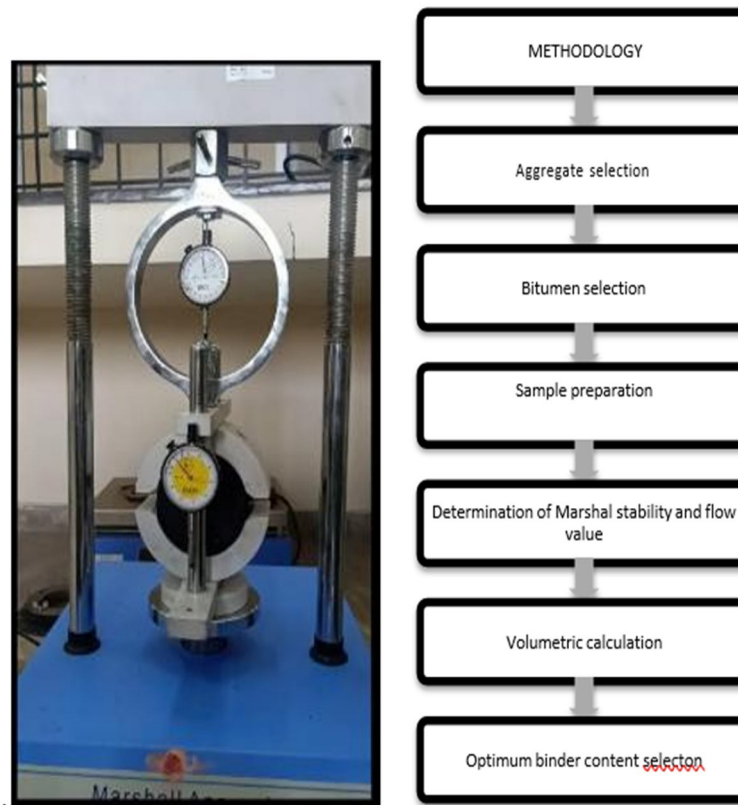 METHODOLOGY
Aggregate selection
Bitumen selection
Sample preparation
Determination of Marshal stability and flow
value
Volumetric calculation
Optimum binder content selecton
Marshall